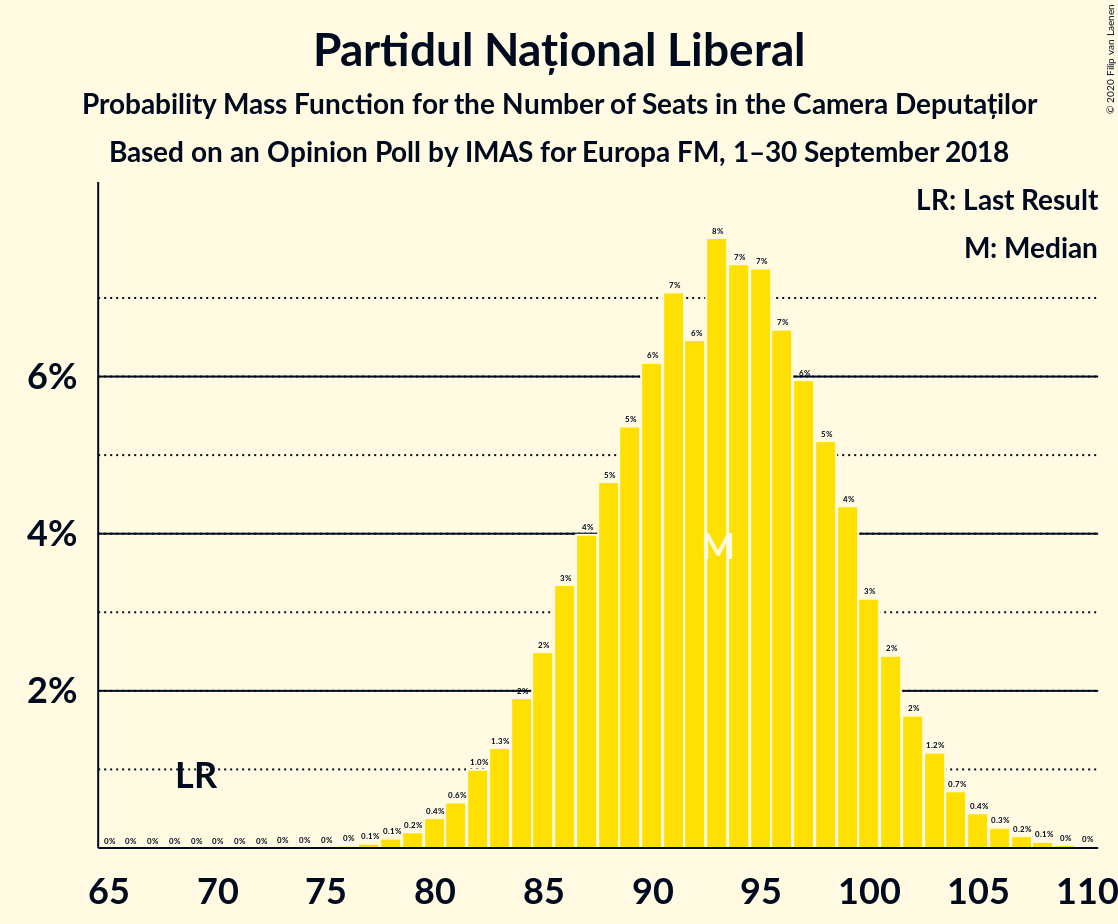 Partidul Național Liberal
Probability Mass Function for the Number of Seats in the Camera Deputaților
Based on an Opinion Poll by IMAS for Europa FM, 1–30 September 2018
© 2020 Filip van Laenen
LR: Last Result
M: Median
6%
4%
2%
0% 0% 0% 0% 0% 0% 0% 0% 0% 0% 0% 0% 0.1% 0.1% 0.2% 0.4% 0.6% 1.0% 1.3% 2% 2% 3% 4% 5% 5% 6% 7% 6% 8% 7% 7% 7% 6% 5% 4% 3% 2% 2% 1.2% 0.7% 0.4% 0.3% 0.2% 0.1% 0% 0%
M
LR
65 70 75 80 85 90 95 100 105 110